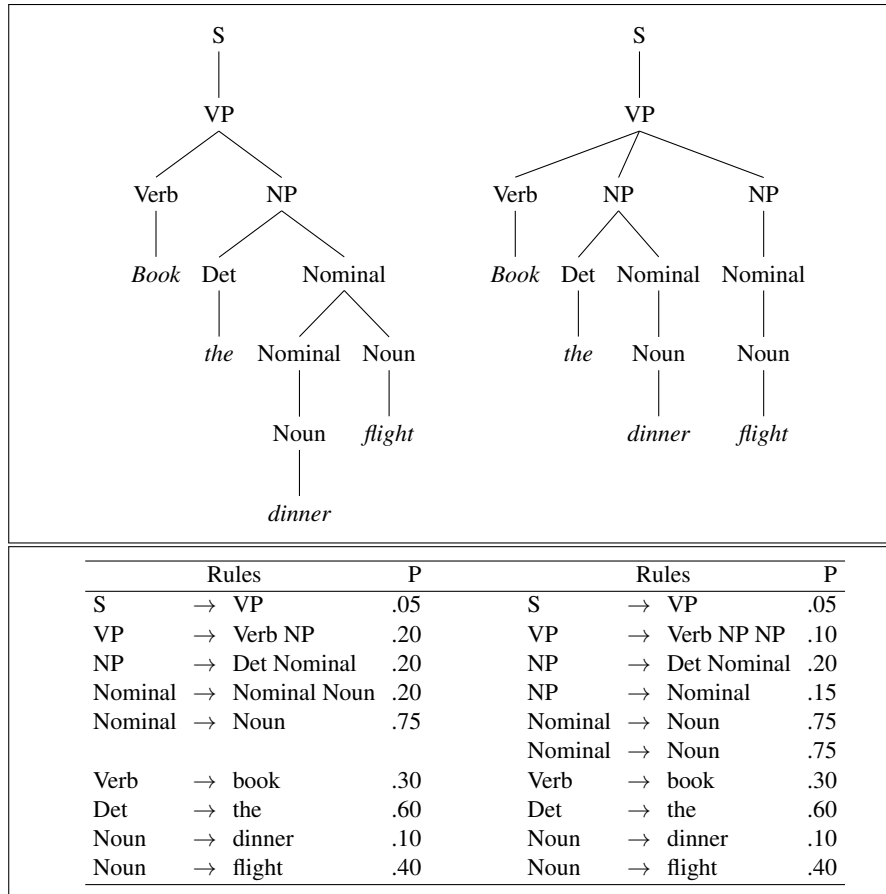 S S
VP VP
Verb NP Verb NP NP
Book Det Nominal Book Det Nominal Nominal
the Nominal Noun the Noun Noun
Noun flight dinner flight
dinner
Rules P Rules P
S → VP .05 S → VP .05
VP → Verb NP .20 VP → Verb NP NP .10
NP → Det Nominal .20 NP → Det Nominal .20
Nominal → Nominal Noun .20 NP → Nominal .15
Nominal → Noun .75 Nominal → Noun .75
Nominal → Noun .75
Verb → book .30 Verb → book .30
Det → the .60 Det → the .60
Noun → dinner .10 Noun → dinner .10
Noun → flight .40 Noun → flight .40